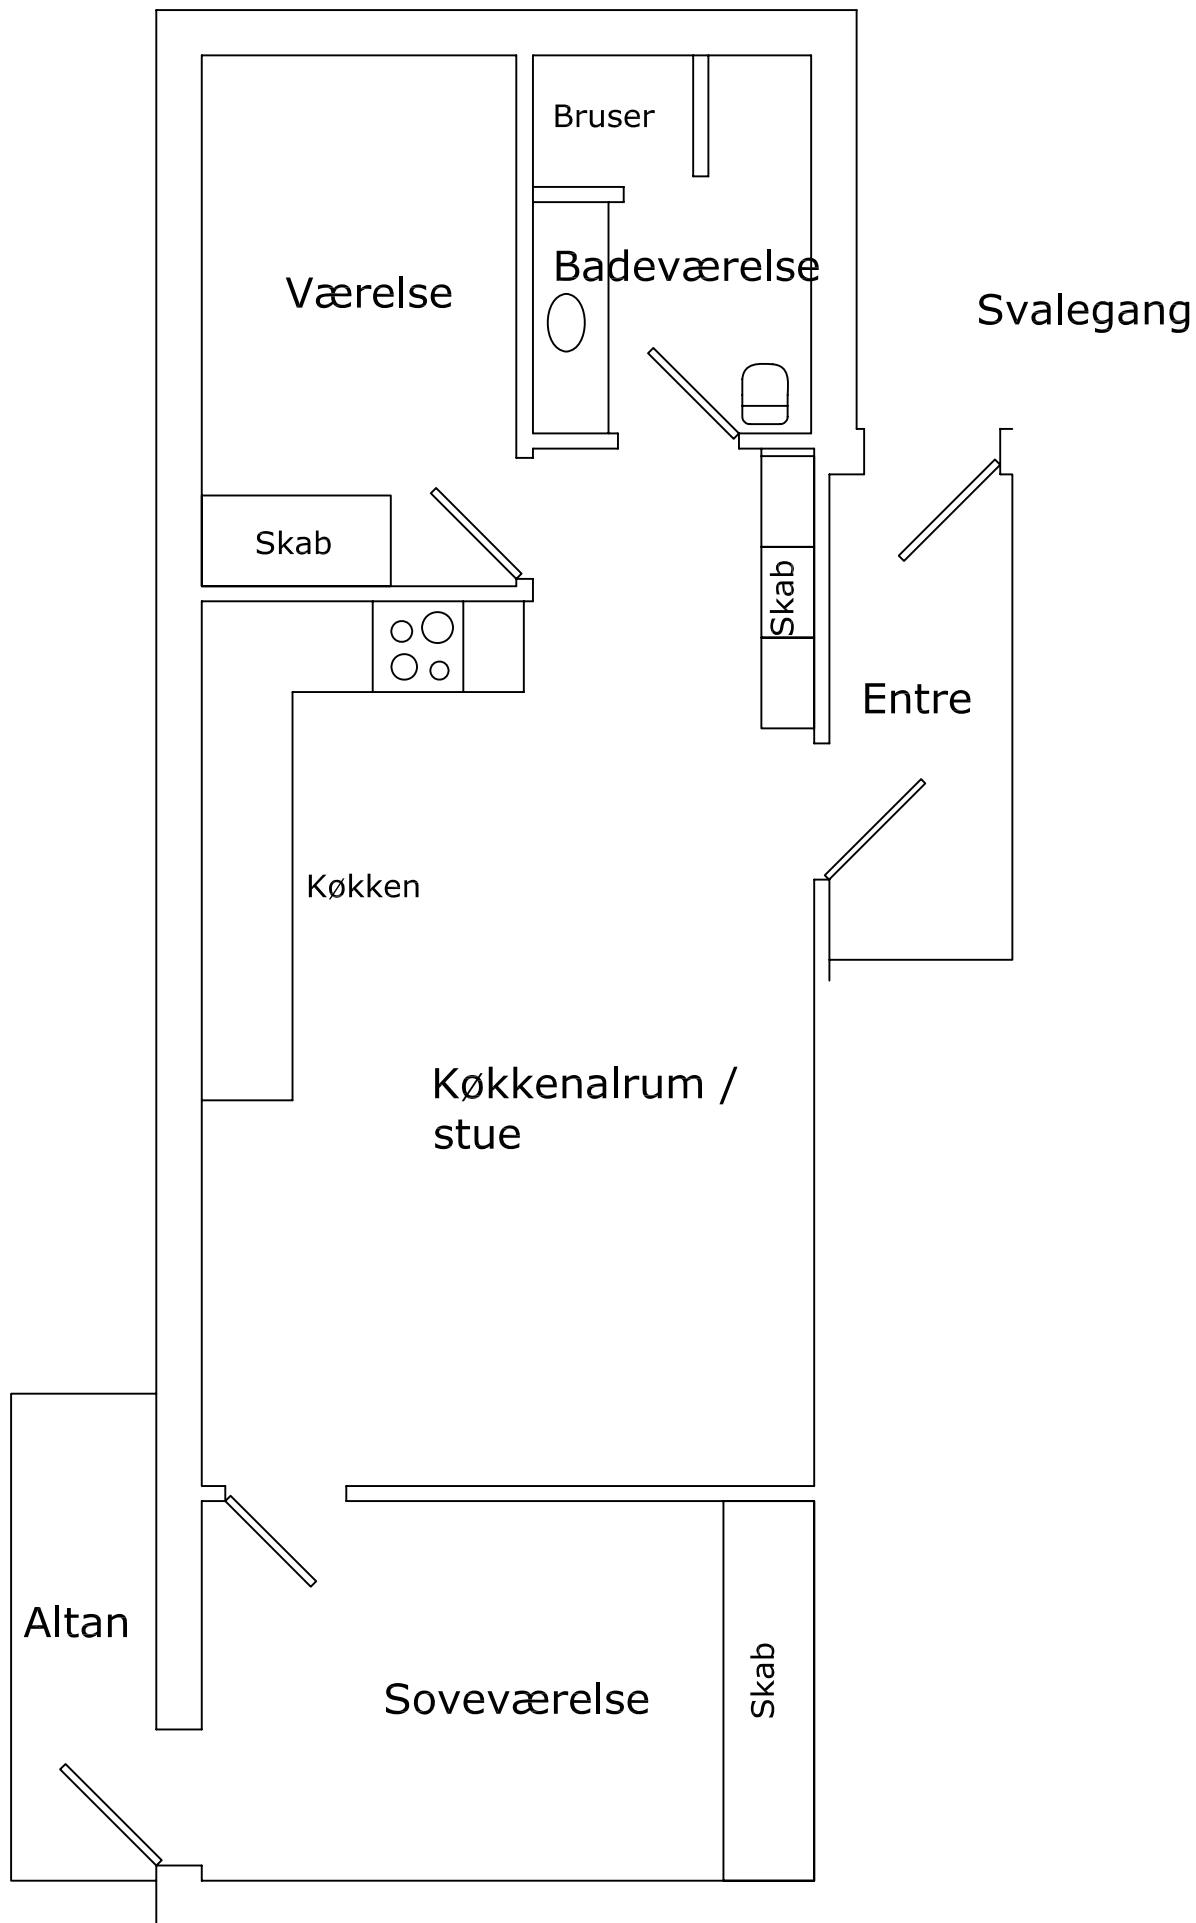 Bruser
Badeværelse
Værelse
Svalegang
Skab
Skab
Entre
Køkken
Køkkenalrum /
stue
Altan
Soveværelse
Skab